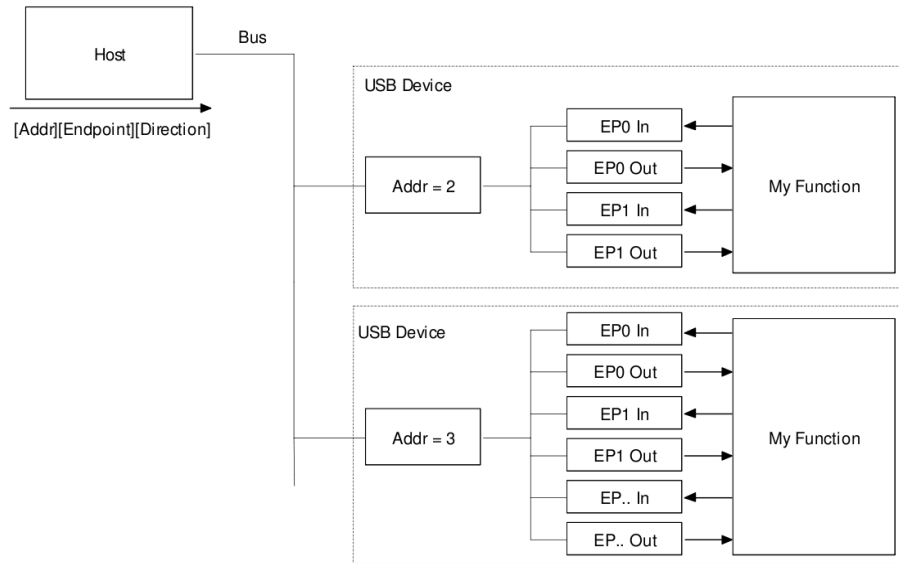 Host
Bus
[Addr][Endpoint][Direction]
USB Device
Addr = 2
EP0 In
EP0 Out
EP1 In
EP1 Out
My Function
USB Device
Addr = 3
EP0 In
EP0 Out
EP1 In
EP1 Out
EP.. In
EP.. Out
My Function